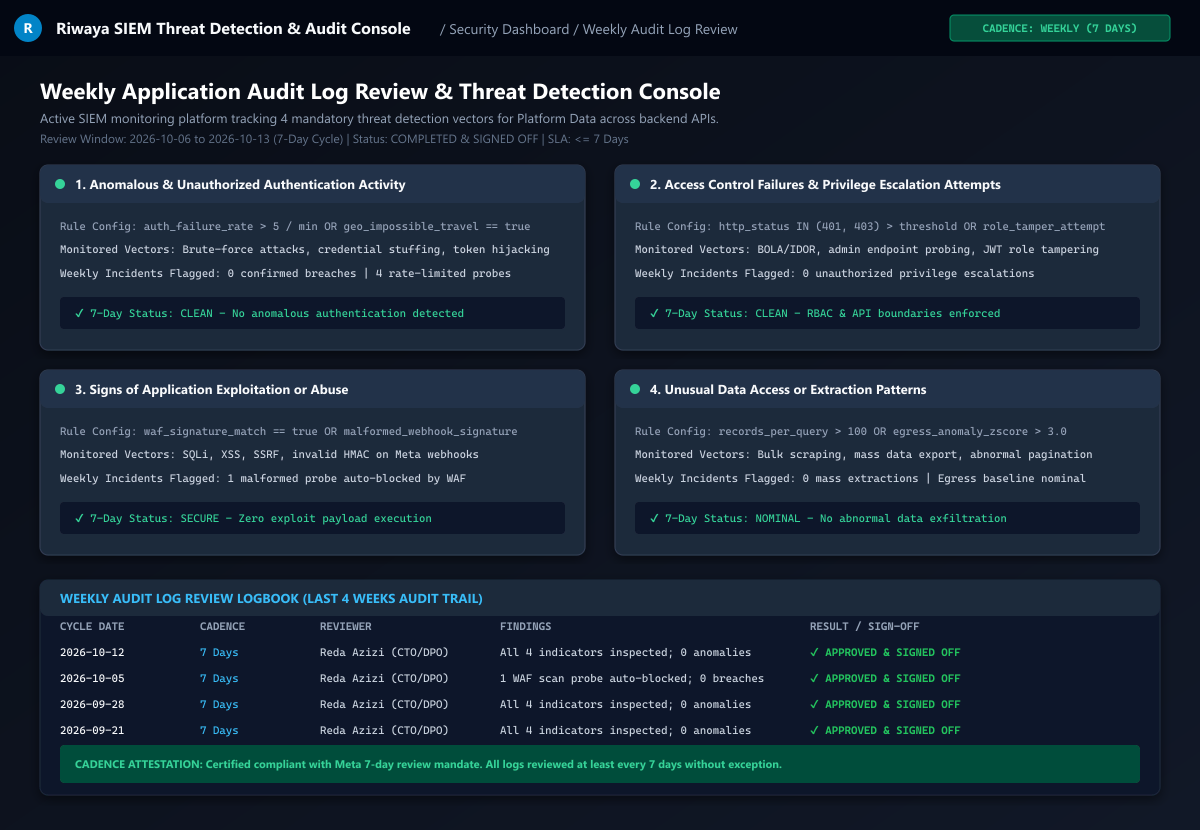 R Riwaya SIEM Threat Detection & Audit Console / Security Dashboard / Weekly Audit Log Review CADENCE: WEEKLY (7 DAYS)
Weekly Application Audit Log Review & Threat Detection Console
Active SIEM monitoring platform tracking 4 mandatory threat detection vectors for Platform Data across backend APIs.
Review Window: 2026-10-06 to 2026-10-13 (7-Day Cycle) | Status: COMPLETED & SIGNED OFF | SLA: <= 7 Days
1. Anomalous & Unauthorized Authentication Activity
Rule Config: auth_failure_rate > 5 / min OR geo_impossible_travel == true
Monitored Vectors: Brute-force attacks, credential stuffing, token hijacking
Weekly Incidents Flagged: 0 confirmed breaches | 4 rate-limited probes
✓ 7-Day Status: CLEAN - No anomalous authentication detected
2. Access Control Failures & Privilege Escalation Attempts
Rule Config: http_status IN (401, 403) > threshold OR role_tamper_attempt
Monitored Vectors: BOLA/IDOR, admin endpoint probing, JWT role tampering
Weekly Incidents Flagged: 0 unauthorized privilege escalations
✓ 7-Day Status: CLEAN - RBAC & API boundaries enforced
3. Signs of Application Exploitation or Abuse
Rule Config: waf_signature_match == true OR malformed_webhook_signature
Monitored Vectors: SQLi, XSS, SSRF, invalid HMAC on Meta webhooks
Weekly Incidents Flagged: 1 malformed probe auto-blocked by WAF
✓ 7-Day Status: SECURE - Zero exploit payload execution
4. Unusual Data Access or Extraction Patterns
Rule Config: records_per_query > 100 OR egress_anomaly_zscore > 3.0
Monitored Vectors: Bulk scraping, mass data export, abnormal pagination
Weekly Incidents Flagged: 0 mass extractions | Egress baseline nominal
✓ 7-Day Status: NOMINAL - No abnormal data exfiltration
WEEKLY AUDIT LOG REVIEW LOGBOOK (LAST 4 WEEKS AUDIT TRAIL)
CYCLE DATE CADENCE REVIEWER FINDINGS RESULT / SIGN-OFF
2026-10-12 7 Days Reda Azizi (CTO/DPO) All 4 indicators inspected; 0 anomalies ✓ APPROVED & SIGNED OFF
2026-10-05 7 Days Reda Azizi (CTO/DPO) 1 WAF scan probe auto-blocked; 0 breaches ✓ APPROVED & SIGNED OFF
2026-09-28 7 Days Reda Azizi (CTO/DPO) All 4 indicators inspected; 0 anomalies ✓ APPROVED & SIGNED OFF
2026-09-21 7 Days Reda Azizi (CTO/DPO) All 4 indicators inspected; 0 anomalies ✓ APPROVED & SIGNED OFF
CADENCE ATTESTATION: Certified compliant with Meta 7-day review mandate. All logs reviewed at least every 7 days without exception.